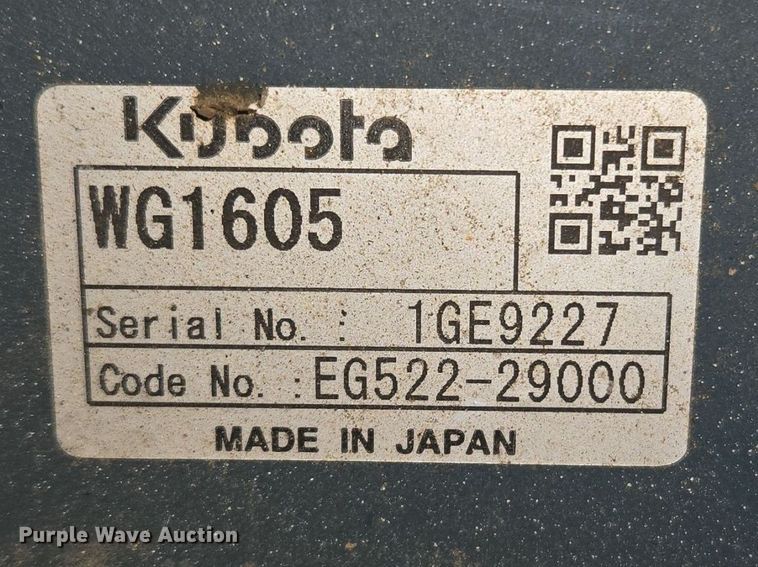 Kubota
WG1605
Serial No. : 1GE9227
Code No. : EG522-29000
MADE IN JAPAN
Purple Wave Auction